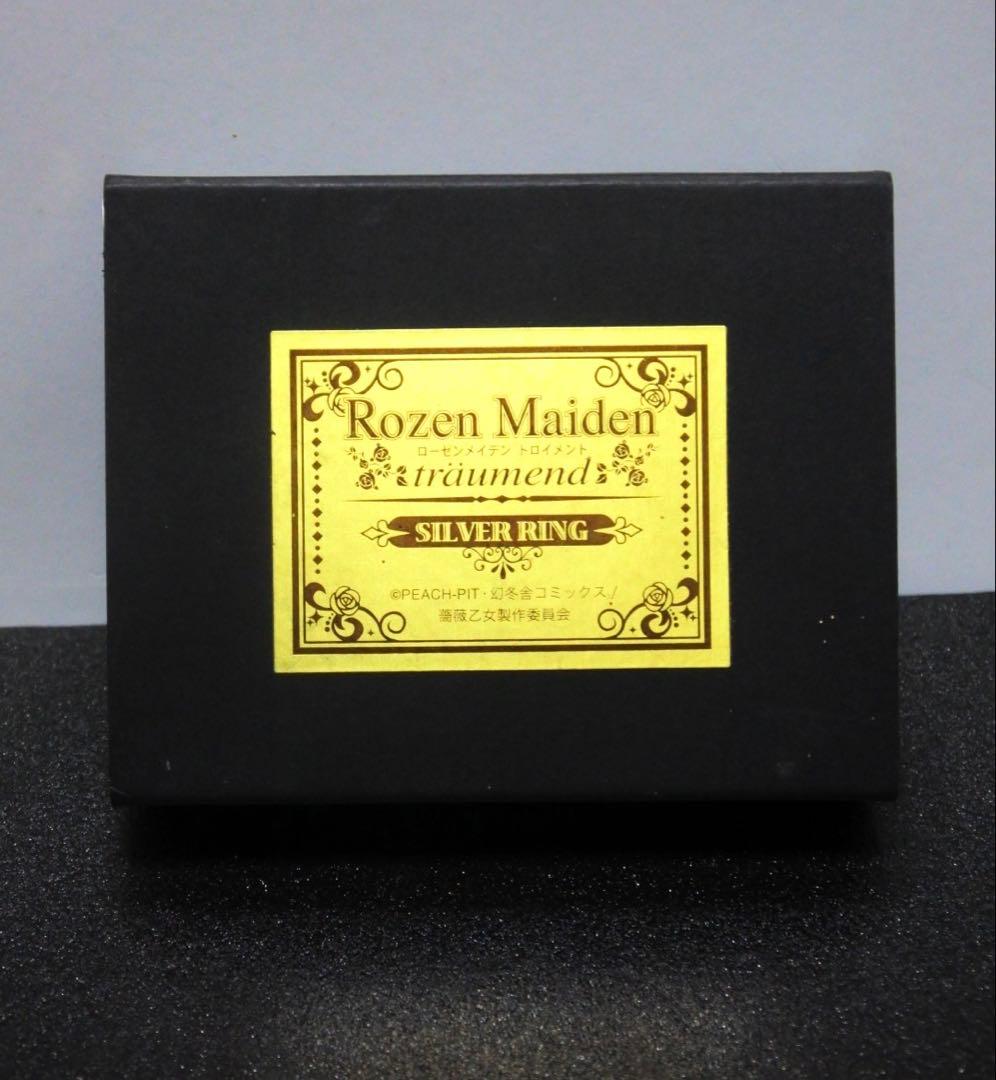 Rozen Maiden
ローゼンメイデン トロイメント
träumend
SILVER RING
©PEACH-PIT・幻冬舎コミックス/
薔薇乙女製作委員会